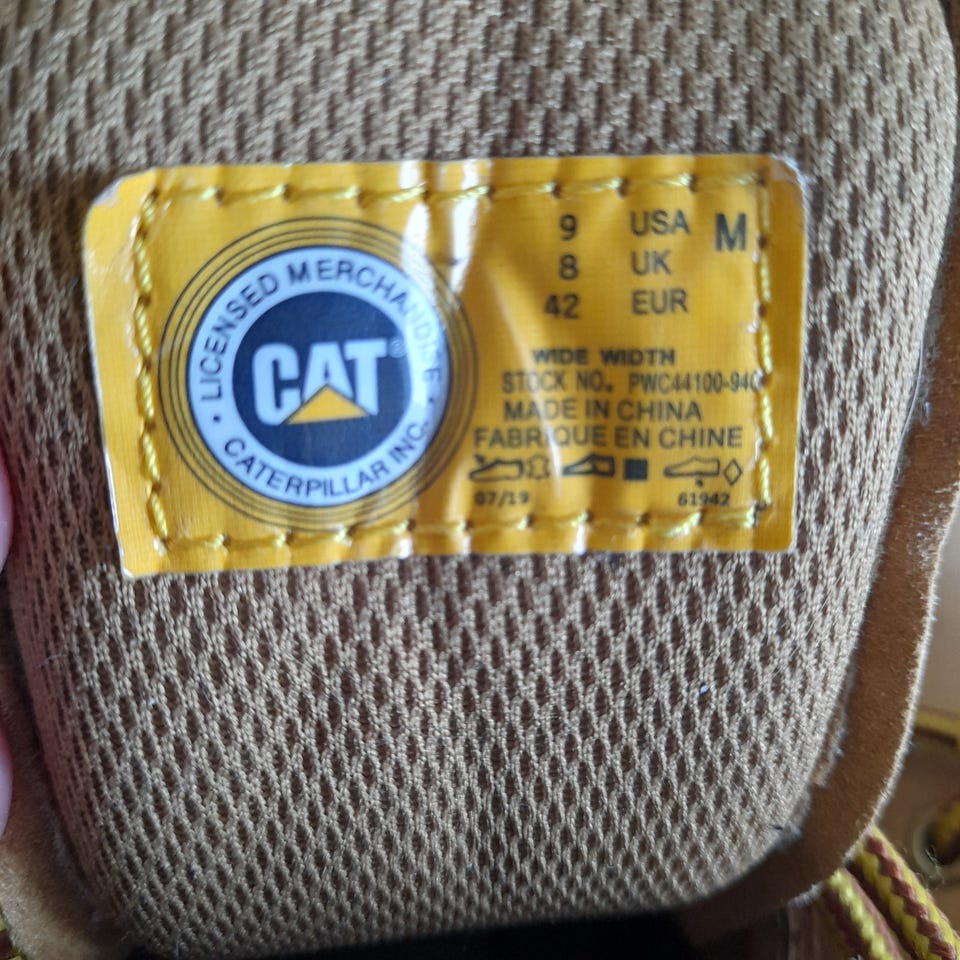 LICENSED MERCHANDISE
CAT®
CATERPILLAR INC.
9 USA M
8 UK
42 EUR
WIDE WIDTH
STOCK NO. PWC44100-940
MADE IN CHINA
FABRIQUE EN CHINE
07/19 61942